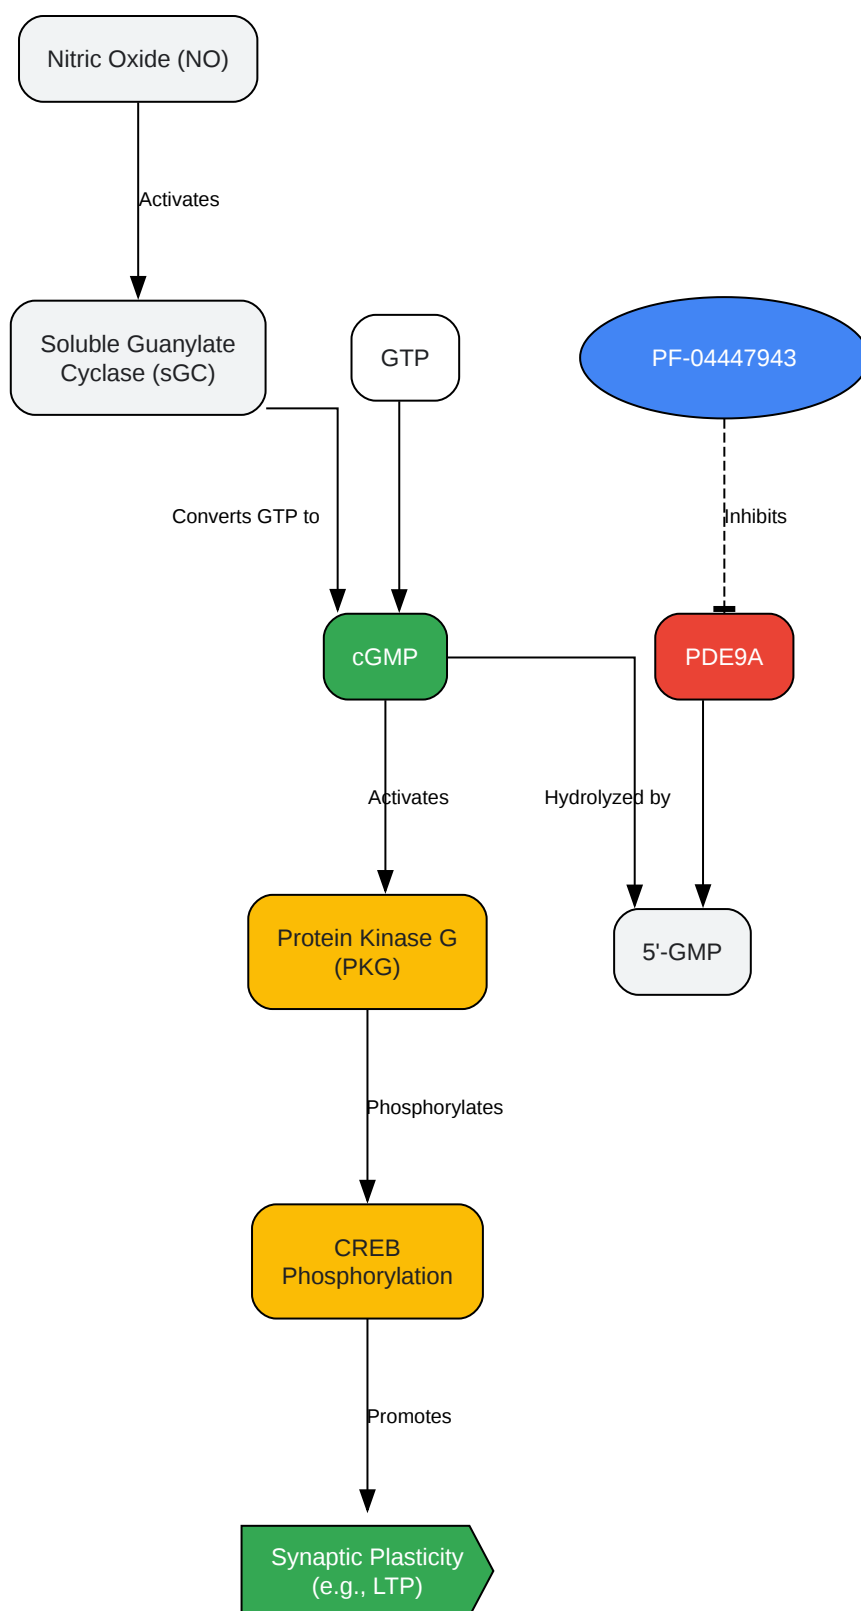 Nitric Oxide (NO)
Activates
Soluble Guanylate
Cyclase (sGC)
GTP
PF-04447943
Converts GTP to
Inhibits
cGMP
PDE9A
Activates
Hydrolyzed by
Protein Kinase G
(PKG)
5'-GMP
Phosphorylates
CREB
Phosphorylation
Promotes
Synaptic Plasticity
(e.g., LTP)